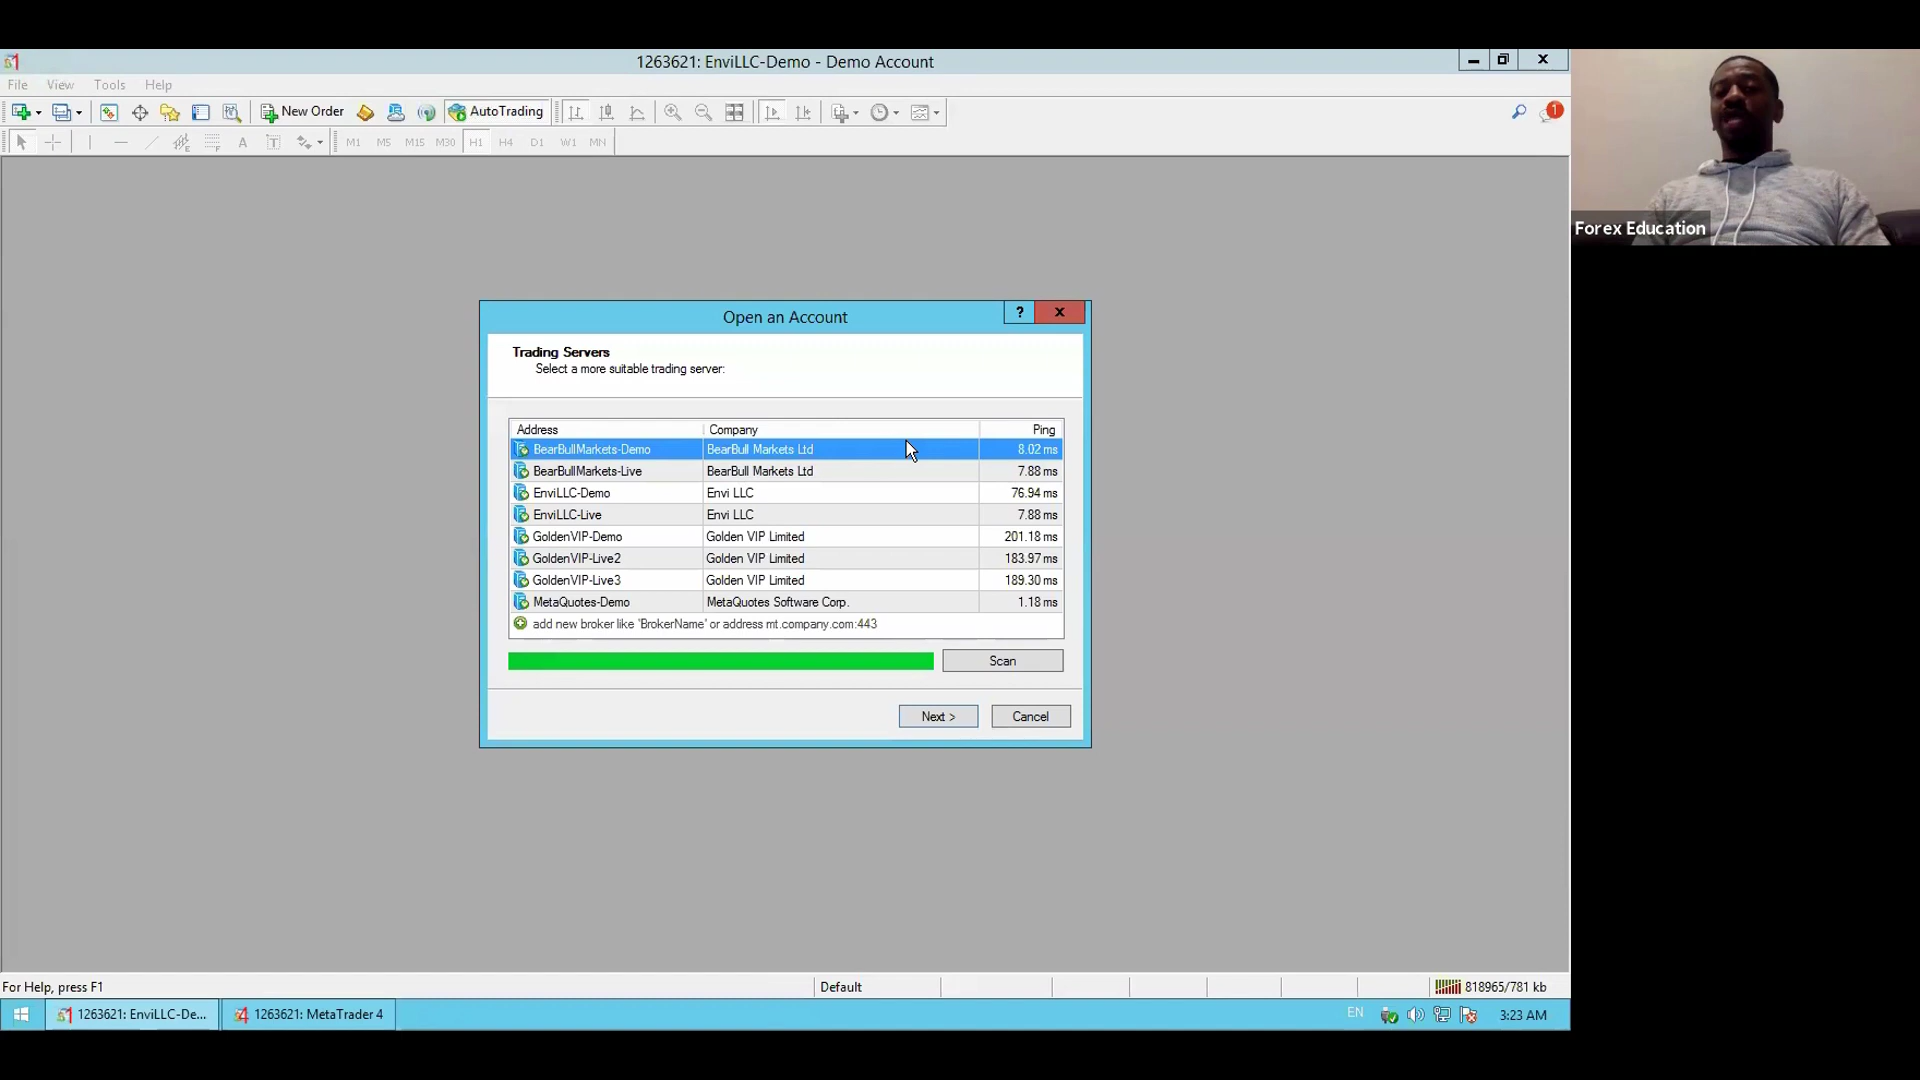 1263621: EnviLLC-Demo - Demo Account
File View Tools Help
New Order AutoTrading 1
A T M1 M5 M15 M30 H1 H4 D1 W1 MN
Forex Education
Open an Account
?
Trading Servers
Select a more suitable trading server:
Address Company Ping
BearBullMarkets-Demo BearBull Markets Ltd 8.02 ms
BearBullMarkets-Live BearBull Markets Ltd 7.88 ms
EnviLLC-Demo Envi LLC 76.94 ms
EnviLLC-Live Envi LLC 7.88 ms
GoldenVIP-Demo Golden VIP Limited 201.18 ms
GoldenVIP-Live2 Golden VIP Limited 183.97 ms
GoldenVIP-Live3 Golden VIP Limited 189.30 ms
MetaQuotes-Demo MetaQuotes Software Corp. 1.18 ms
add new broker like 'BrokerName' or address mt.company.com:443
Scan
Next > Cancel
For Help, press F1 Default 818965/781 kb
1263621: EnviLLC-De... 1263621: MetaTrader 4 EN 3:23 AM